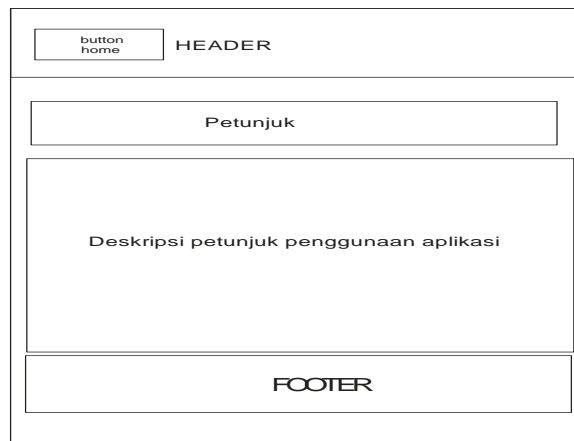 button
home
HEADER
Petunjuk
Deskripsi petunjuk penggunaan aplikasi
FOOTER